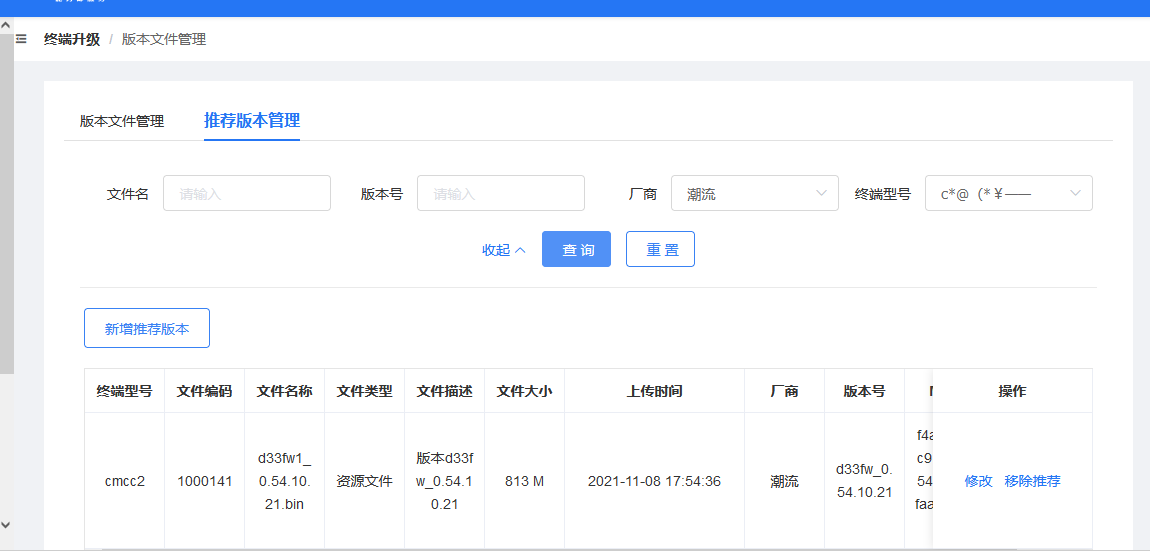 终端升级 / 版本文件管理
版本文件管理 推荐版本管理
文件名 请输入 版本号 请输入 厂商 潮流 终端型号 c*@（*￥——
收起 查 询 重 置
新增推荐版本
终端型号 文件编码 文件名称 文件类型 文件描述 文件大小 上传时间 厂商 版本号 操作
cmcc2 1000141 d33fw1_0.54.10.21.bin 资源文件 版本d33fw_0.54.10.21 813 M 2021-11-08 17:54:36 潮流 d33fw_0.54.10.21 修改 移除推荐